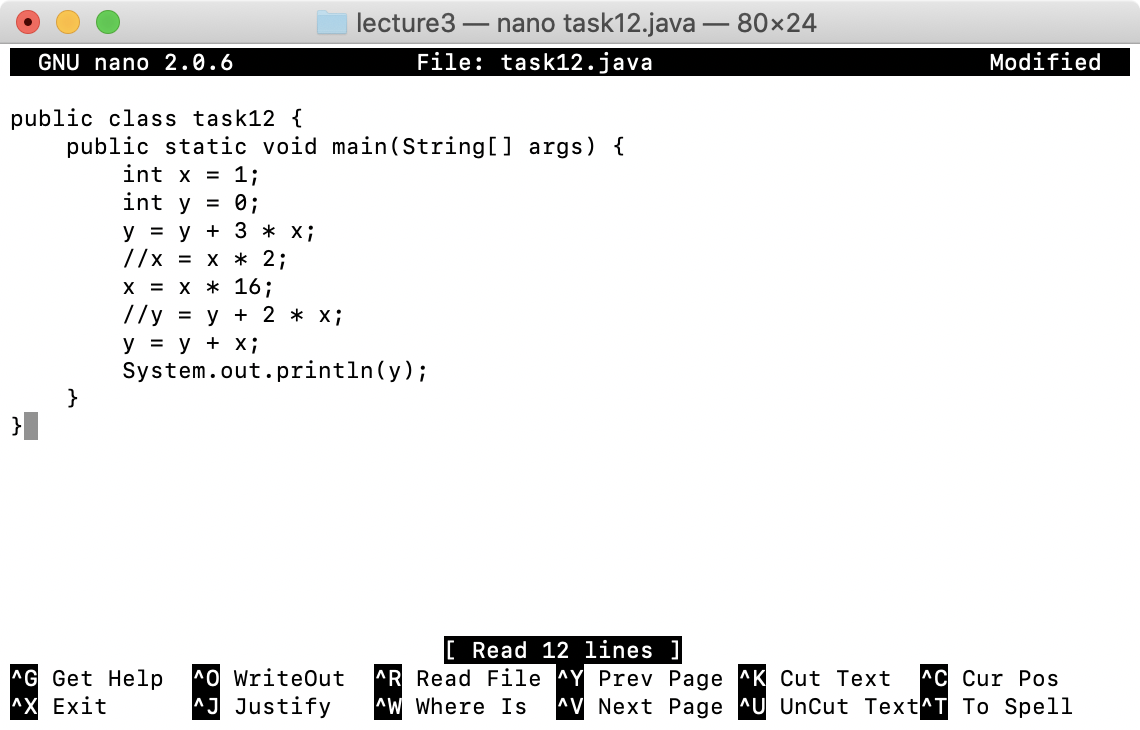 lecture3 — nano task12.java — 80×24
GNU nano 2.0.6 File: task12.java Modified
public class task12 {
    public static void main(String[] args) {
        int x = 1;
        int y = 0;
        y = y + 3 * x;
        //x = x * 2;
        x = x * 16;
        //y = y + 2 * x;
        y = y + x;
        System.out.println(y);
    }
}
[ Read 12 lines ]
^G Get Help ^O WriteOut ^R Read File ^Y Prev Page ^K Cut Text ^C Cur Pos
^X Exit ^J Justify ^W Where Is ^V Next Page ^U UnCut Text ^T To Spell